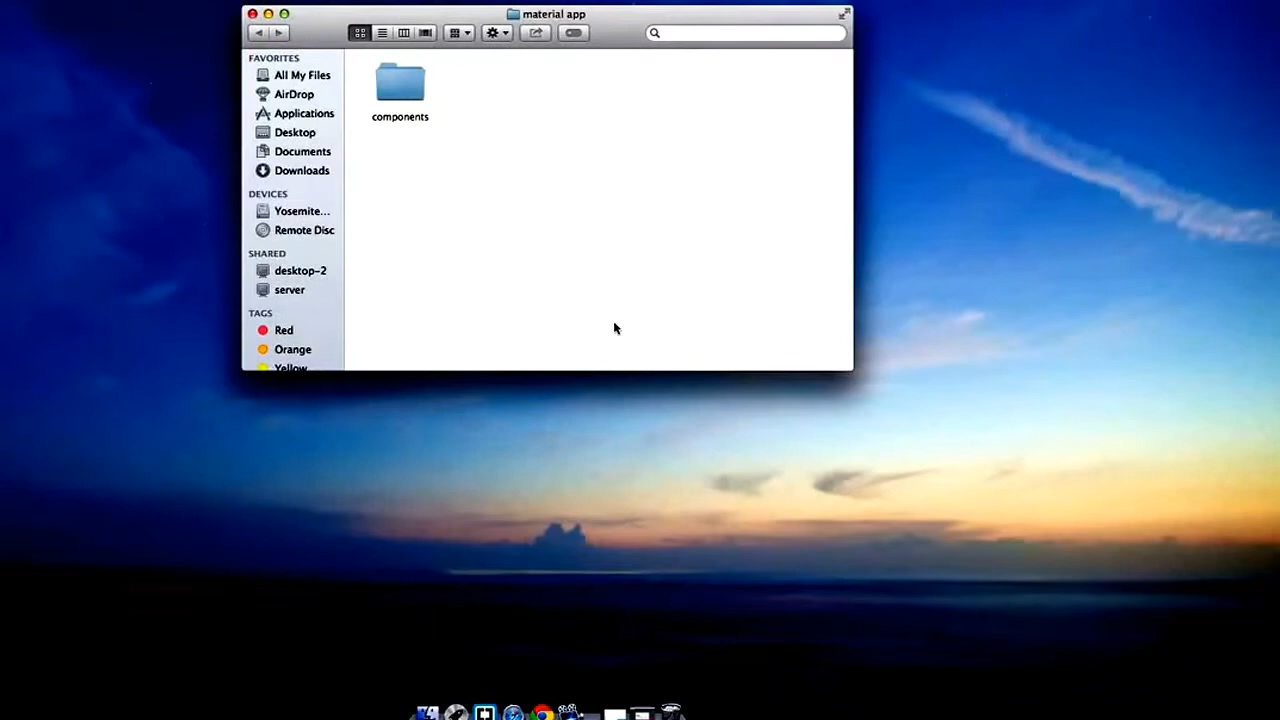 material app
FAVORITES
All My Files
AirDrop
Applications
Desktop
Documents
Downloads
DEVICES
Yosemite...
Remote Disc
SHARED
desktop-2
server
TAGS
Red
Orange
Yellow
components